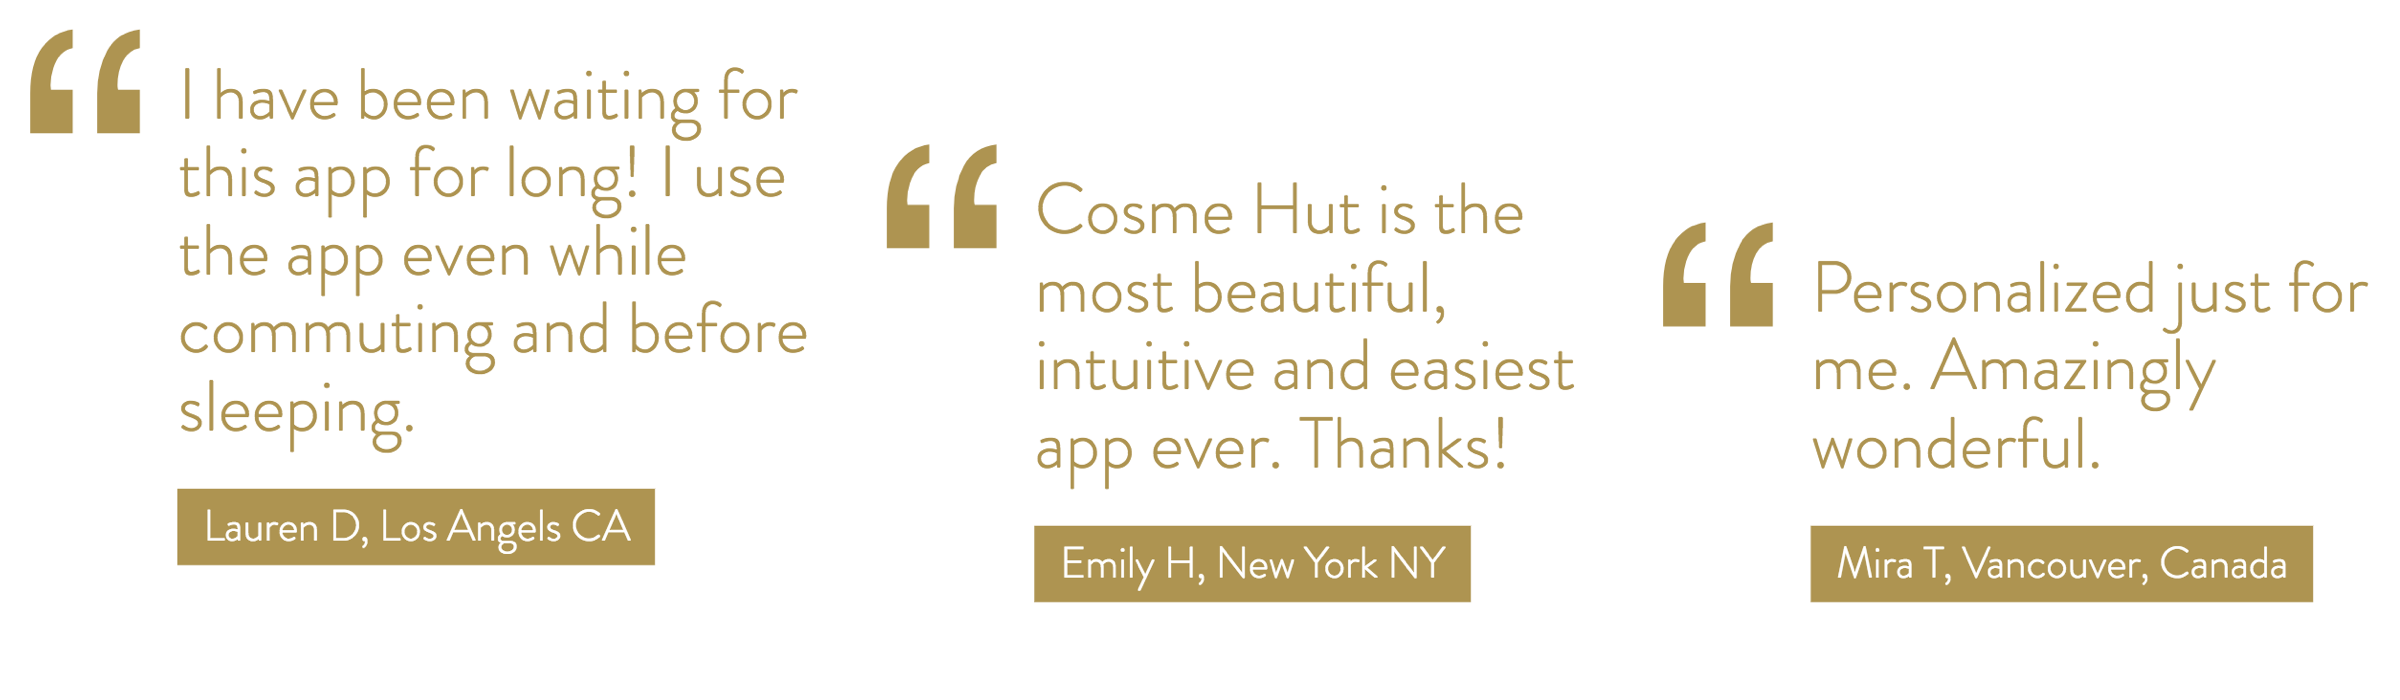 “
I have been waiting for
this app for long! I use
the app even while
commuting and before
sleeping.
Lauren D, Los Angels CA
“
Cosme Hut is the
most beautiful,
intuitive and easiest
app ever. Thanks!
Emily H, New York NY
“
Personalized just for
me. Amazingly
wonderful.
Mira T, Vancouver, Canada